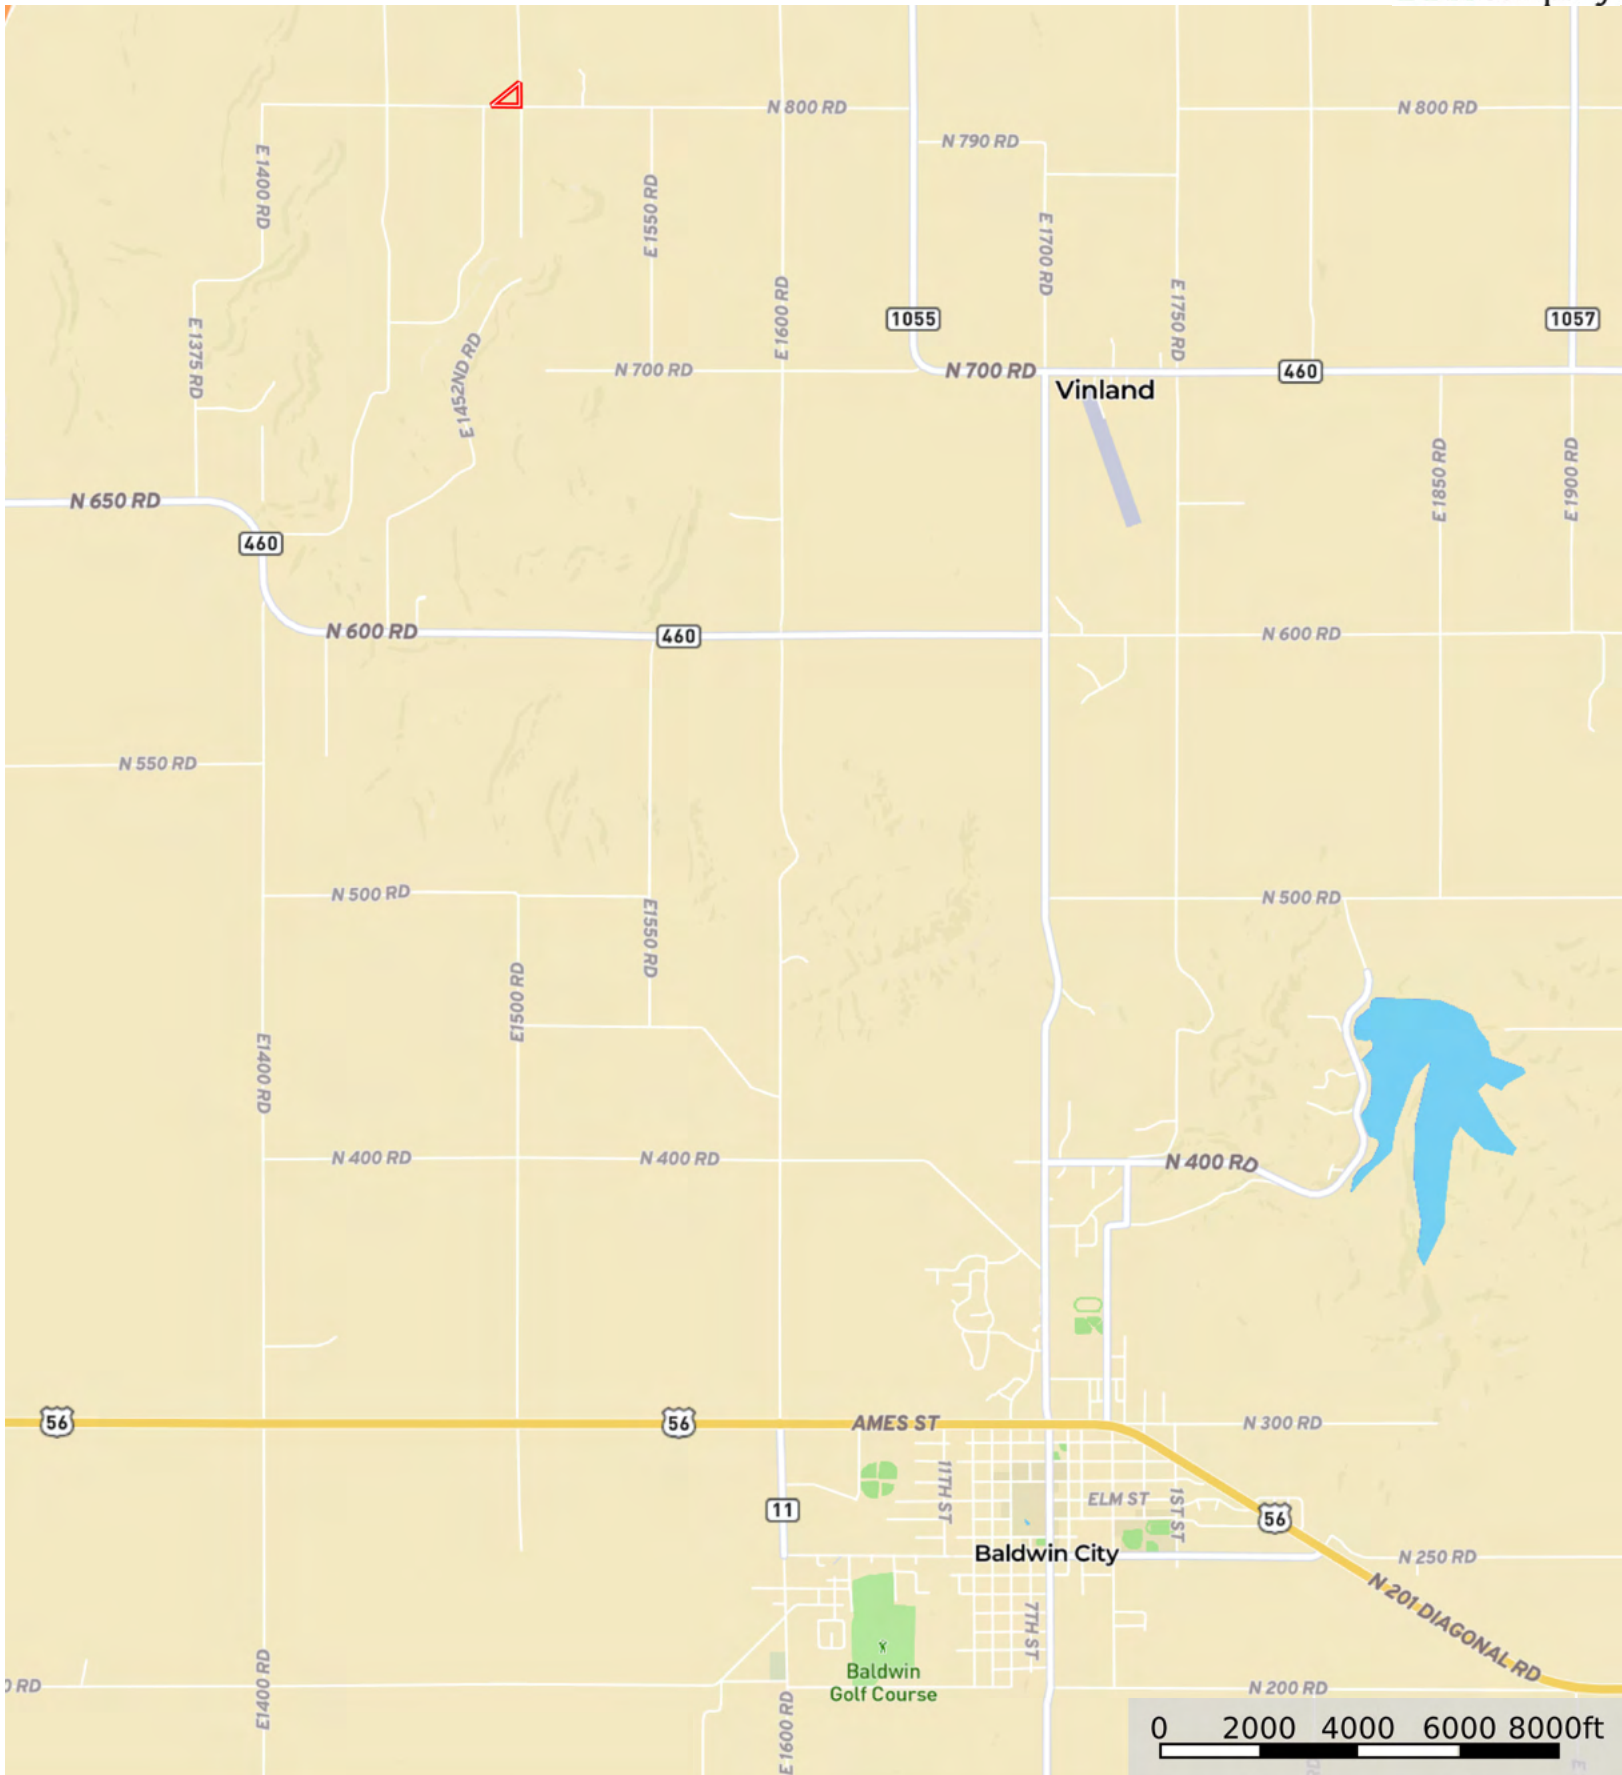 N 800 RD
N 800 RD
N 790 RD
E 1400 RD
E 1550 RD
E 1700 RD
E 1600 RD
E 1750 RD
1055
1057
E 1375 RD
E 1452ND RD
N 700 RD
N 700 RD
460
Vinland
E 1850 RD
E 1900 RD
N 650 RD
460
N 600 RD
460
N 600 RD
N 550 RD
N 500 RD
N 500 RD
E1550 RD
E1500 RD
E1400 RD
N 400 RD
N 400 RD
N 400 RD
56
56
AMES ST
N 300 RD
11TH ST
ELM ST
1ST ST
11
56
Baldwin City
N 250 RD
N 201 DIAGONAL RD
7TH ST
Baldwin
Golf Course
E1400 RD
RD
N 200 RD
E 1600 RD
0 2000 4000 6000 8000ft